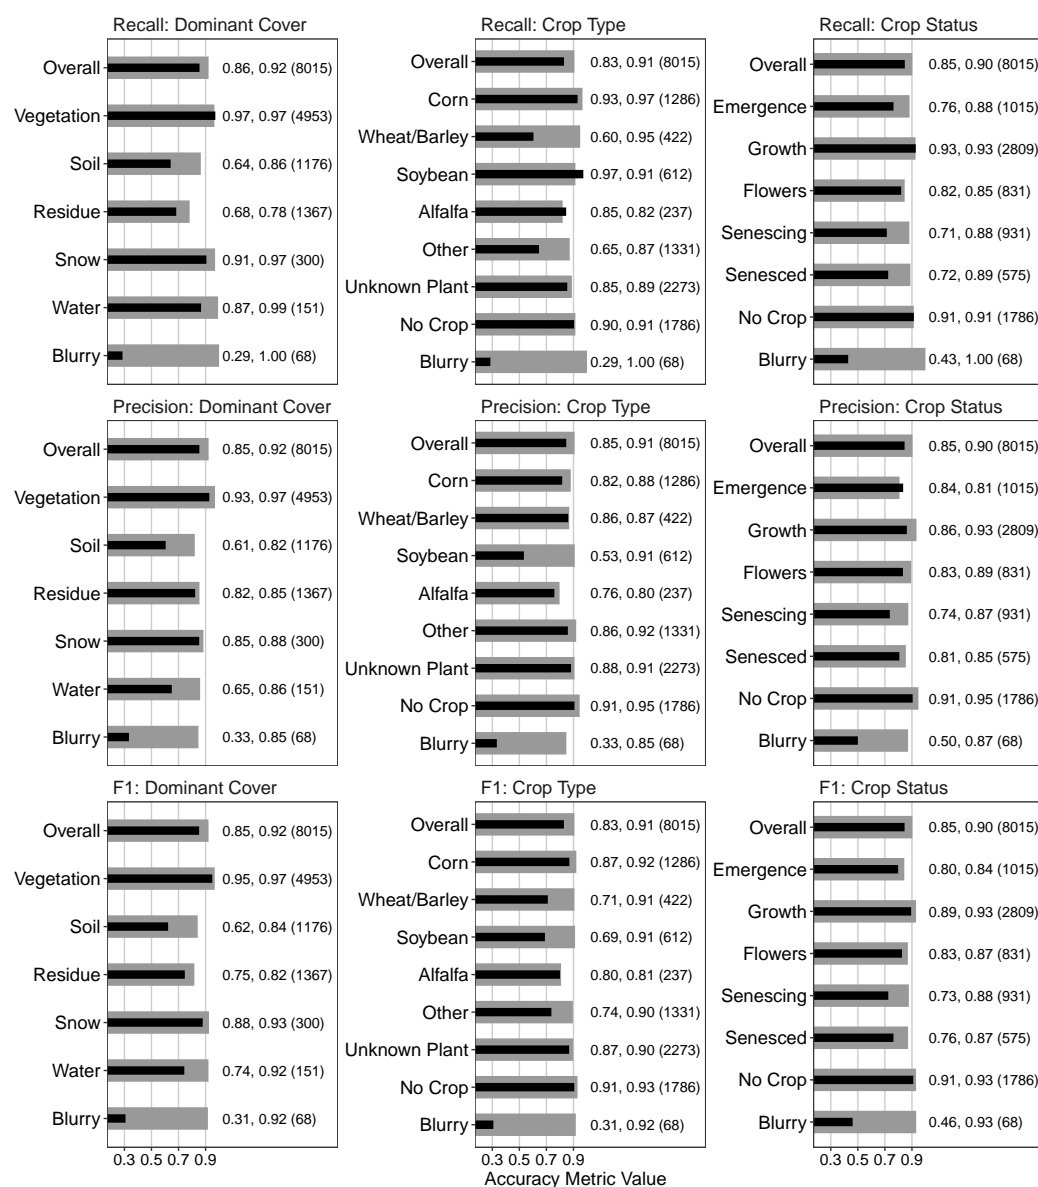 Recall: Dominant Cover
Overall 0.86, 0.92 (8015)
Vegetation 0.97, 0.97 (4953)
Soil 0.64, 0.86 (1176)
Residue 0.68, 0.78 (1367)
Snow 0.91, 0.97 (300)
Water 0.87, 0.99 (151)
Blurry 0.29, 1.00 (68)
Recall: Crop Type
Overall 0.83, 0.91 (8015)
Corn 0.93, 0.97 (1286)
Wheat/Barley 0.60, 0.95 (422)
Soybean 0.97, 0.91 (612)
Alfalfa 0.85, 0.82 (237)
Other 0.65, 0.87 (1331)
Unknown Plant 0.85, 0.89 (2273)
No Crop 0.90, 0.91 (1786)
Blurry 0.29, 1.00 (68)
Recall: Crop Status
Overall 0.85, 0.90 (8015)
Emergence 0.76, 0.88 (1015)
Growth 0.93, 0.93 (2809)
Flowers 0.82, 0.85 (831)
Senescing 0.71, 0.88 (931)
Senesced 0.72, 0.89 (575)
No Crop 0.91, 0.91 (1786)
Blurry 0.43, 1.00 (68)
Precision: Dominant Cover
Overall 0.85, 0.92 (8015)
Vegetation 0.93, 0.97 (4953)
Soil 0.61, 0.82 (1176)
Residue 0.82, 0.85 (1367)
Snow 0.85, 0.88 (300)
Water 0.65, 0.86 (151)
Blurry 0.33, 0.85 (68)
Precision: Crop Type
Overall 0.85, 0.91 (8015)
Corn 0.82, 0.88 (1286)
Wheat/Barley 0.86, 0.87 (422)
Soybean 0.53, 0.91 (612)
Alfalfa 0.76, 0.80 (237)
Other 0.86, 0.92 (1331)
Unknown Plant 0.88, 0.91 (2273)
No Crop 0.91, 0.95 (1786)
Blurry 0.33, 0.85 (68)
Precision: Crop Status
Overall 0.85, 0.90 (8015)
Emergence 0.84, 0.81 (1015)
Growth 0.86, 0.93 (2809)
Flowers 0.83, 0.89 (831)
Senescing 0.74, 0.87 (931)
Senesced 0.81, 0.85 (575)
No Crop 0.91, 0.95 (1786)
Blurry 0.50, 0.87 (68)
F1: Dominant Cover
Overall 0.85, 0.92 (8015)
Vegetation 0.95, 0.97 (4953)
Soil 0.62, 0.84 (1176)
Residue 0.75, 0.82 (1367)
Snow 0.88, 0.93 (300)
Water 0.74, 0.92 (151)
Blurry 0.31, 0.92 (68)
0.3 0.5 0.7 0.9
F1: Crop Type
Overall 0.83, 0.91 (8015)
Corn 0.87, 0.92 (1286)
Wheat/Barley 0.71, 0.91 (422)
Soybean 0.69, 0.91 (612)
Alfalfa 0.80, 0.81 (237)
Other 0.74, 0.90 (1331)
Unknown Plant 0.87, 0.90 (2273)
No Crop 0.91, 0.93 (1786)
Blurry 0.31, 0.92 (68)
0.3 0.5 0.7 0.9
F1: Crop Status
Overall 0.85, 0.90 (8015)
Emergence 0.80, 0.84 (1015)
Growth 0.89, 0.93 (2809)
Flowers 0.83, 0.87 (831)
Senescing 0.73, 0.88 (931)
Senesced 0.76, 0.87 (575)
No Crop 0.91, 0.93 (1786)
Blurry 0.46, 0.93 (68)
0.3 0.5 0.7 0.9
Accuracy Metric Value